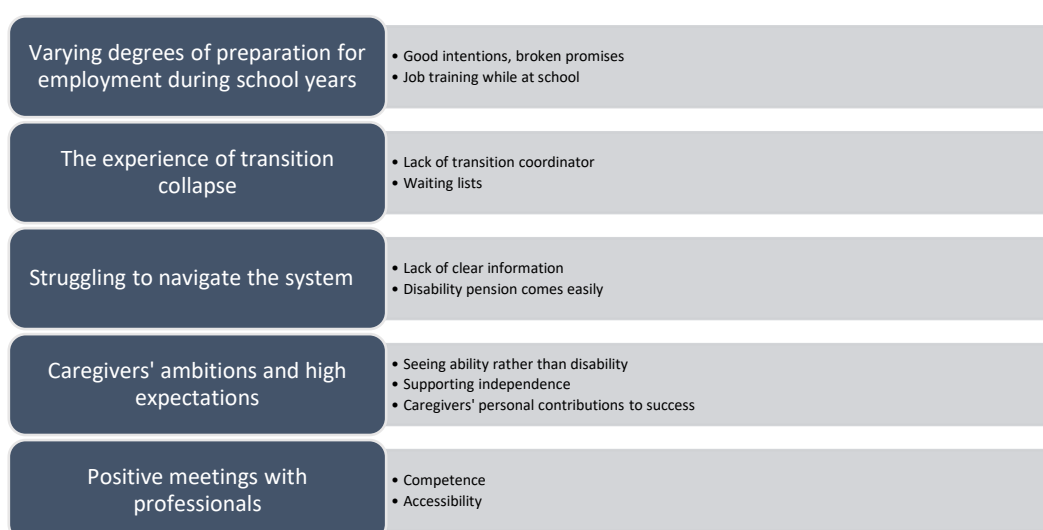 Varying degrees of preparation for
employment during school years
• Good intentions, broken promises
• Job training while at school
The experience of transition
collapse
• Lack of transition coordinator
• Waiting lists
Struggling to navigate the system
• Lack of clear information
• Disability pension comes easily
Caregivers' ambitions and high
expectations
• Seeing ability rather than disability
• Supporting independence
• Caregivers' personal contributions to success
Positive meetings with
professionals
• Competence
• Accessibility